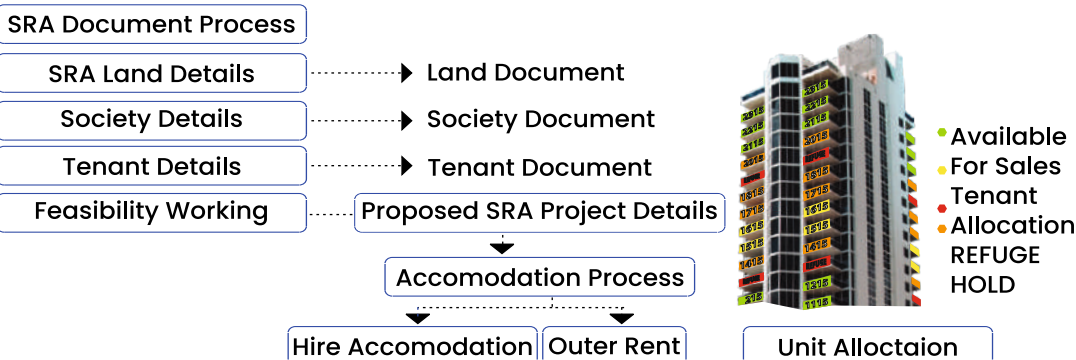 SRA Document Process
SRA Land Details
Land Document
Society Details
Society Document
Tenant Details
Tenant Document
Feasibility Working
Proposed SRA Project Details
Accomodation Process
Hire Accomodation
Outer Rent
Available
For Sales
Tenant
Allocation
REFUGE
HOLD
Unit Alloctaion